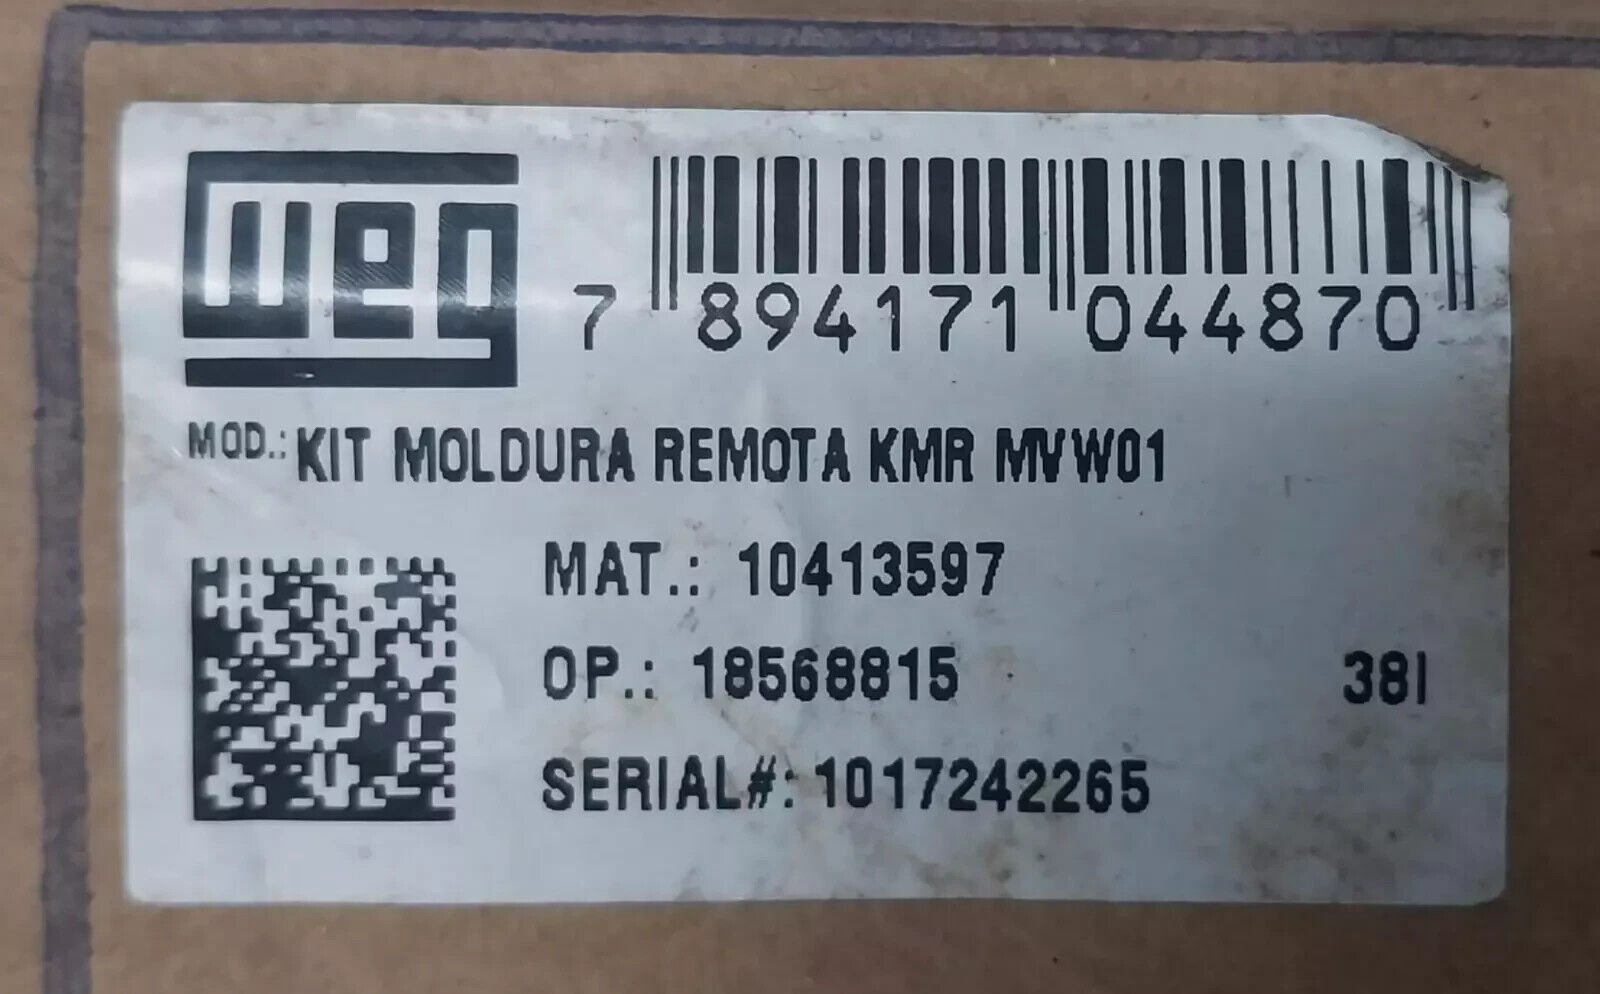 weg
7 894171 044870
MOD.: KIT MOLDURA REMOTA KMR MVW01
MAT.: 10413597
OP.: 18568815 38I
SERIAL#: 1017242265